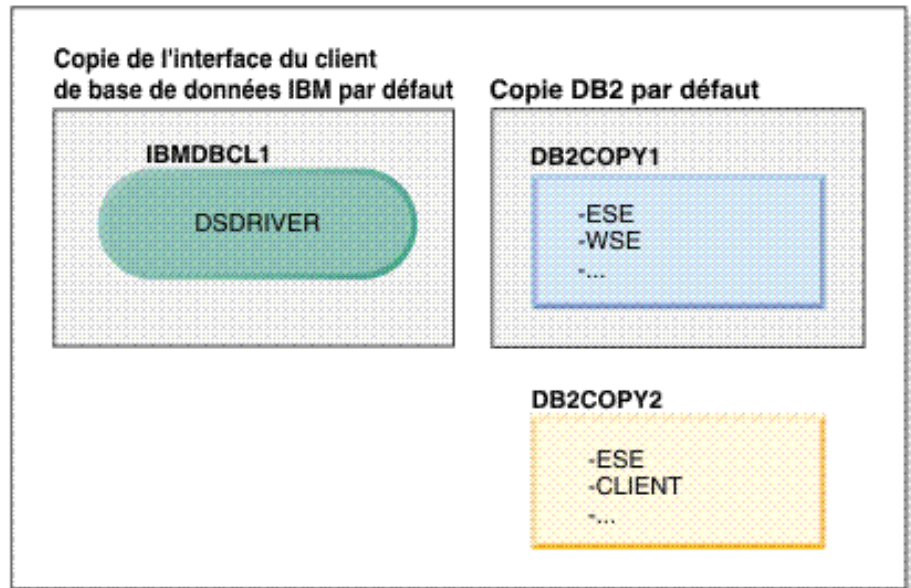 Copie de l'interface du client
de base de données IBM par défaut
IBMDBCL1
DSDRIVER
Copie DB2 par défaut
DB2COPY1
-ESE
-WSE
-...
DB2COPY2
-ESE
-CLIENT
-...